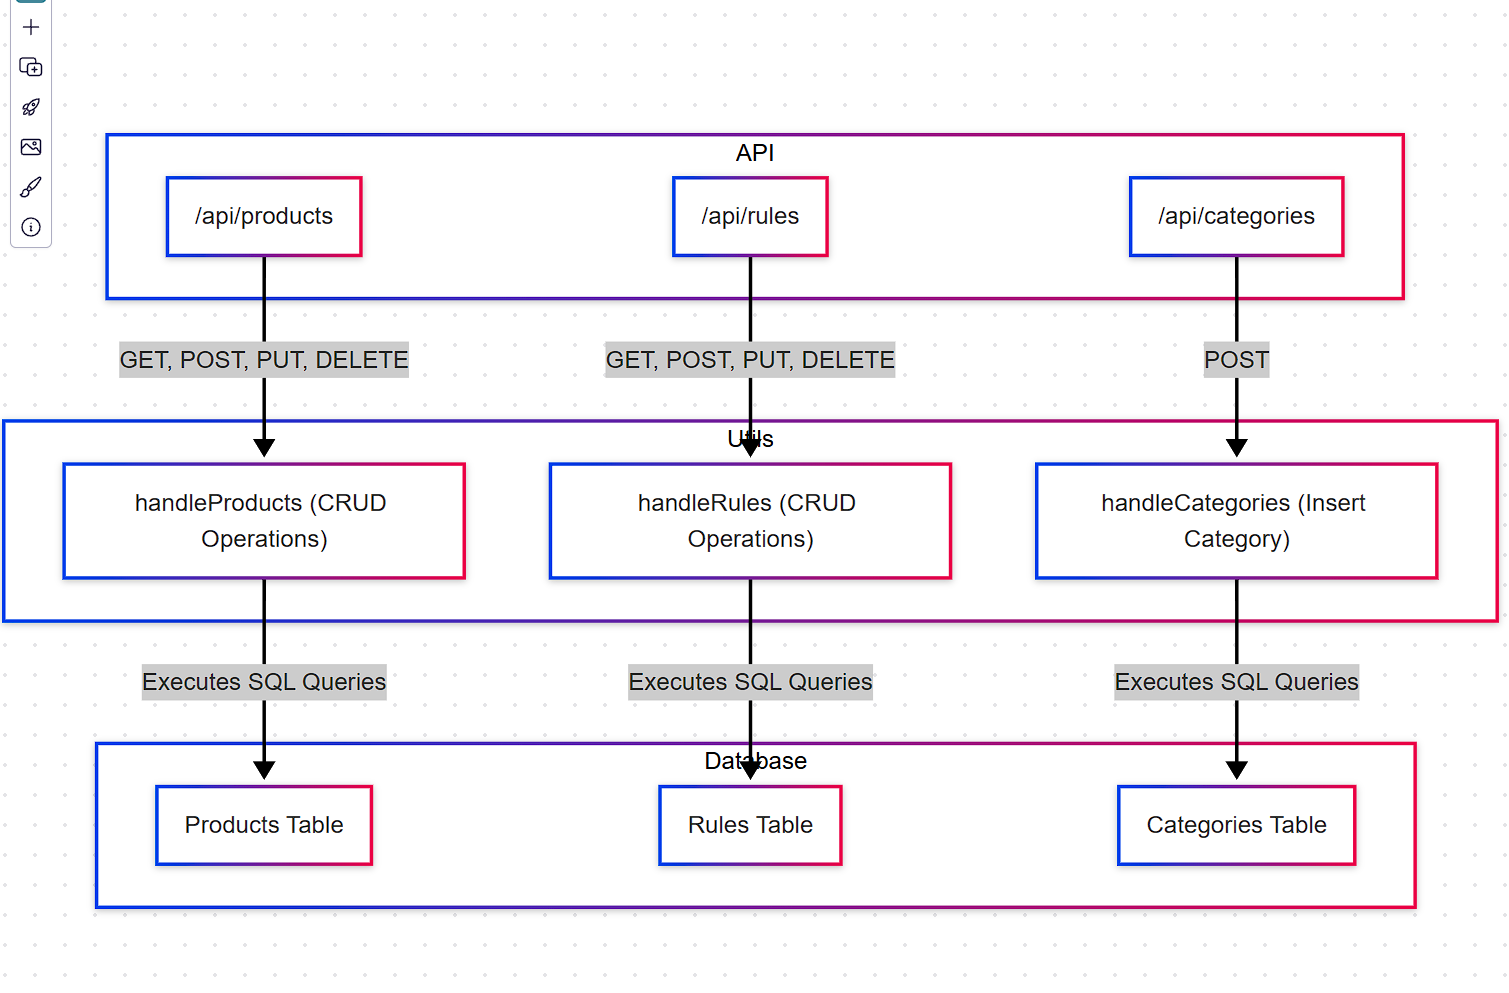 API
/api/products
/api/rules
/api/categories
GET, POST, PUT, DELETE
GET, POST, PUT, DELETE
POST
Utils
handleProducts (CRUD
Operations)
handleRules (CRUD
Operations)
handleCategories (Insert
Category)
Executes SQL Queries
Executes SQL Queries
Executes SQL Queries
Database
Products Table
Rules Table
Categories Table